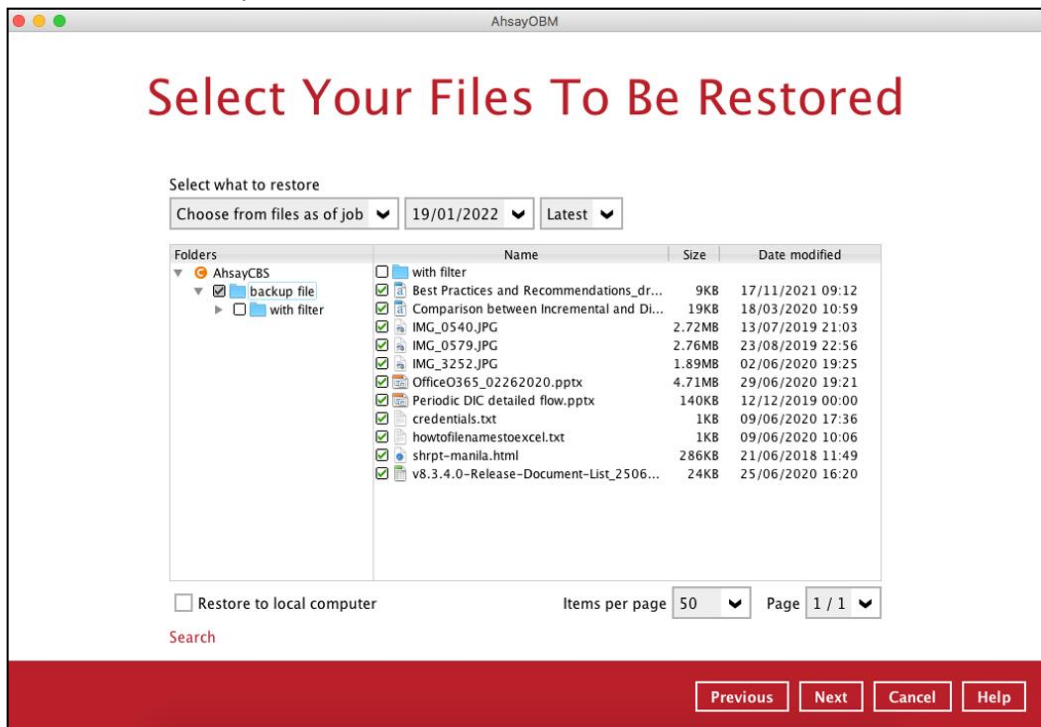 AhsayOBM
Select Your Files To Be Restored
Select what to restore
Choose from files as of job 19/01/2022 Latest
Folders Name Size Date modified
AhsayCBS
backup file
with filter
with filter
Best Practices and Recommendations_dr... 9KB 17/11/2021 09:12
Comparison between Incremental and Di... 19KB 18/03/2020 10:59
IMG_0540.JPG 2.72MB 13/07/2019 21:03
IMG_0579.JPG 2.76MB 23/08/2019 22:56
IMG_3252.JPG 1.89MB 02/06/2020 19:25
OfficeO365_02262020.pptx 4.71MB 29/06/2020 19:21
Periodic DIC detailed flow.pptx 140KB 12/12/2019 00:00
credentials.txt 1KB 09/06/2020 17:36
howtofilenamestoexcel.txt 1KB 09/06/2020 10:06
shrpt-manila.html 286KB 21/06/2018 11:49
v8.3.4.0-Release-Document-List_2506... 24KB 25/06/2020 16:20
Restore to local computer Items per page 50 Page 1 / 1
Search
Previous Next Cancel Help